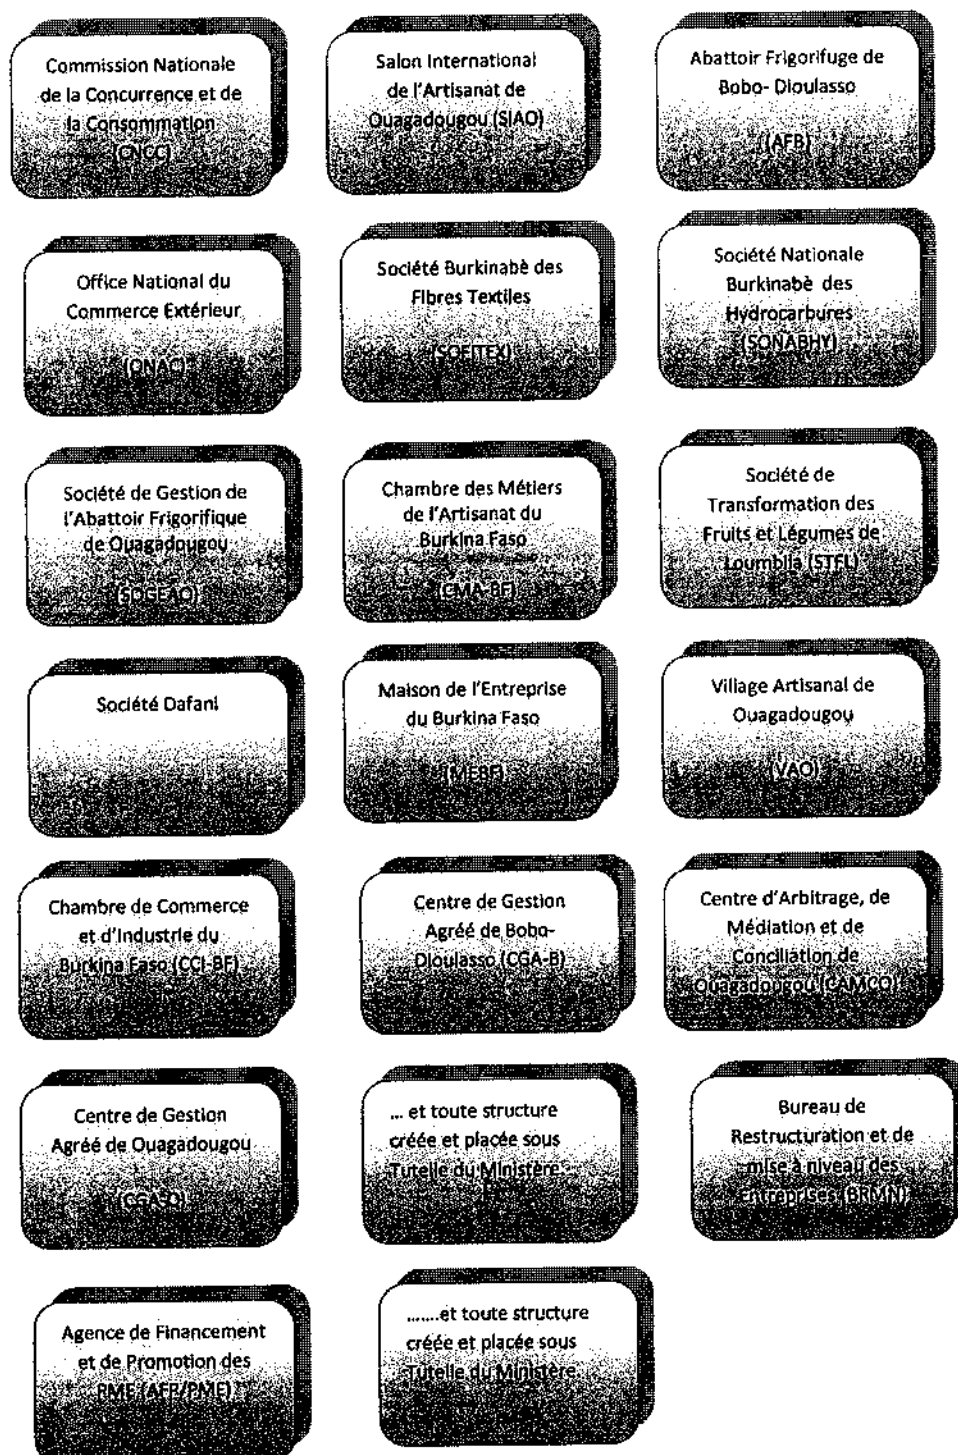 Commission Nationale
de la Concurrence et de
la Consommation
(CNCC)
Salon International
de l'Artisanat de
Ouagadougou (SIAO)
Abattoir Frigorifuge de
Bobo- Dioulasso
(AFB)
Office National du
Commerce Extérieur
(ONAC)
Société Burkinabè des
Fibres Textiles
(SOFITEX)
Société Nationale
Burkinabè des
Hydrocarbures
(SONABHY)
Société de Gestion de
l'Abattoir Frigorifique
de Ouagadougou
(SOGEAO)
Chambre des Métiers
de l'Artisanat du
Burkina Faso
(CMA-BF)
Société de
Transformation des
Fruits et Légumes de
Loumbila (STFL)
Société Dafani
Maison de l'Entreprise
du Burkina Faso
(MEBF)
Village Artisanal de
Ouagadougou
(VAO)
Chambre de Commerce
et d'Industrie du
Burkina Faso (CCI-BF)
Centre de Gestion
Agréé de Bobo-
Dioulasso (CGA-B)
Centre d'Arbitrage, de
Médiation et de
Conciliation de
Ouagadougou (CAMCO)
Centre de Gestion
Agréé de Ouagadougou
... et toute structure
créée et placée sous
Tutelle du Ministère.
Bureau de
Restructuration et de
mise à niveau des
entreprises (BRMN)
Agence de Financement
et de Promotion des
PME (AFP/PME)
.......et toute structure
créée et placée sous
Tutelle du Ministère